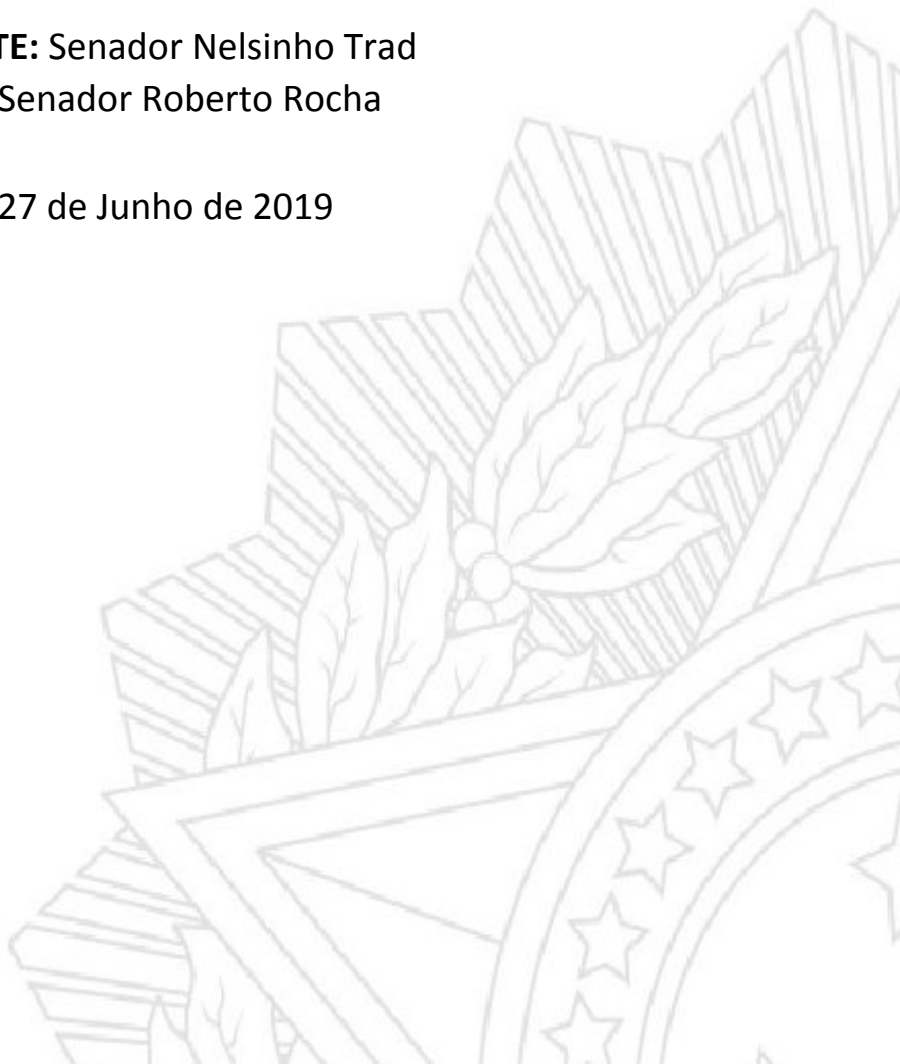 TE: Senador Nelsinho Trad
Senador Roberto Rocha
27 de Junho de 2019